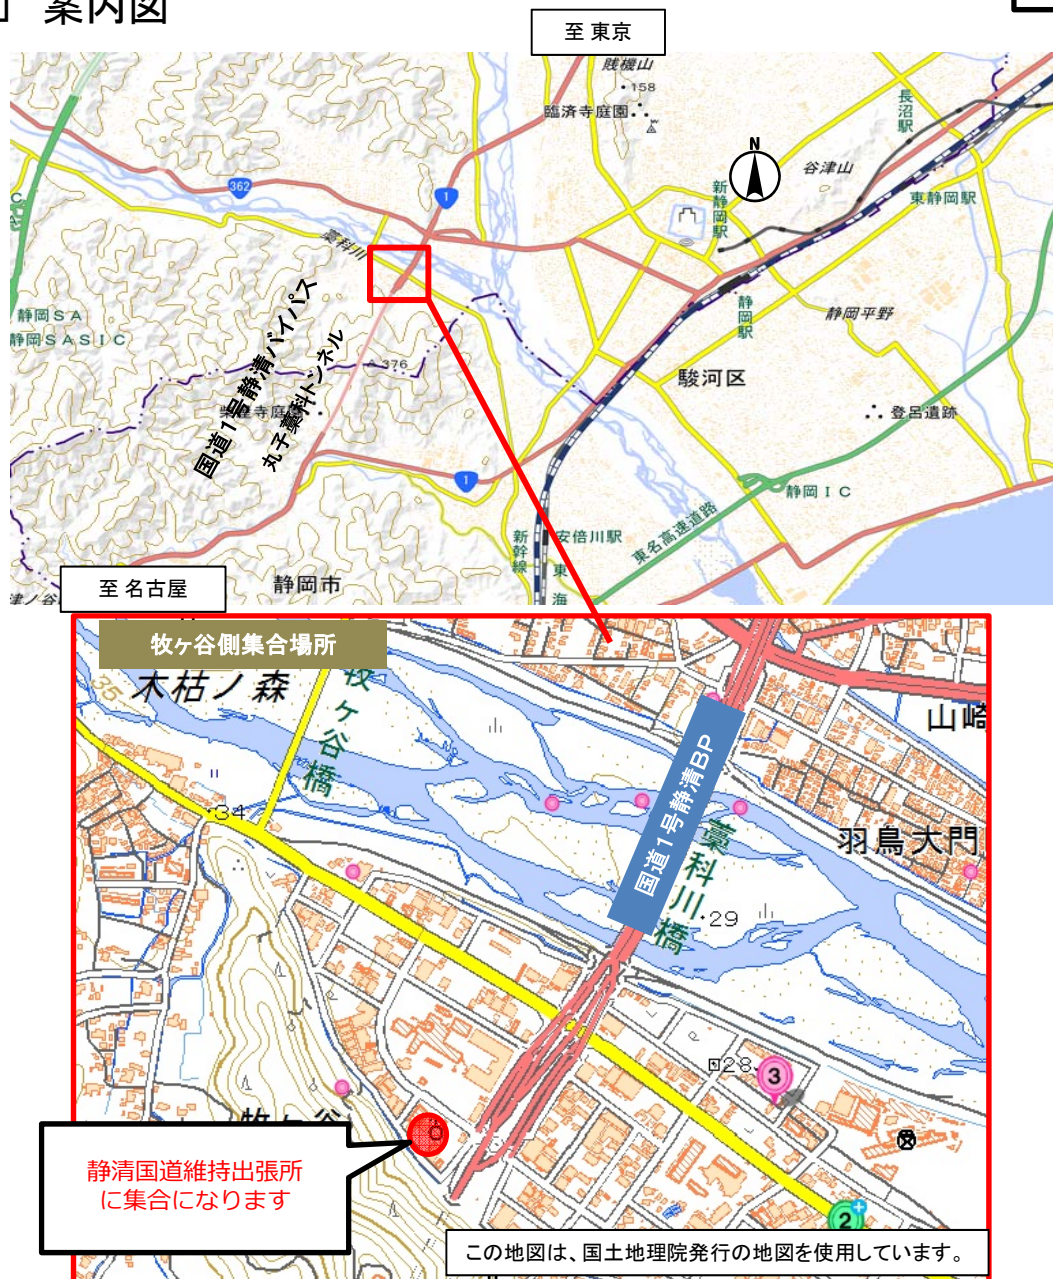 案内図
至 東京
賎機山
158
臨済寺庭園
長沼駅
谷津山
N
362
1
新静岡駅
東静岡駅
藁科川
静岡駅
静岡平野
静岡SA
静岡SASIC
国道1号静清バイパス
丸子藁科トンネル
376
駿河区
登呂遺跡
1
静岡IC
東名高速道路
新幹線
安倍川駅
東海
静岡市
至 名古屋
牧ヶ谷側集合場所
木枯ノ森
35
牧ヶ谷橋
山崎
34
国道1号静清BP
藁科川橋
羽鳥大門
29
28
3
牧ヶ谷
静清国道維持出張所
に集合になります
2
この地図は、国土地理院発行の地図を使用しています。